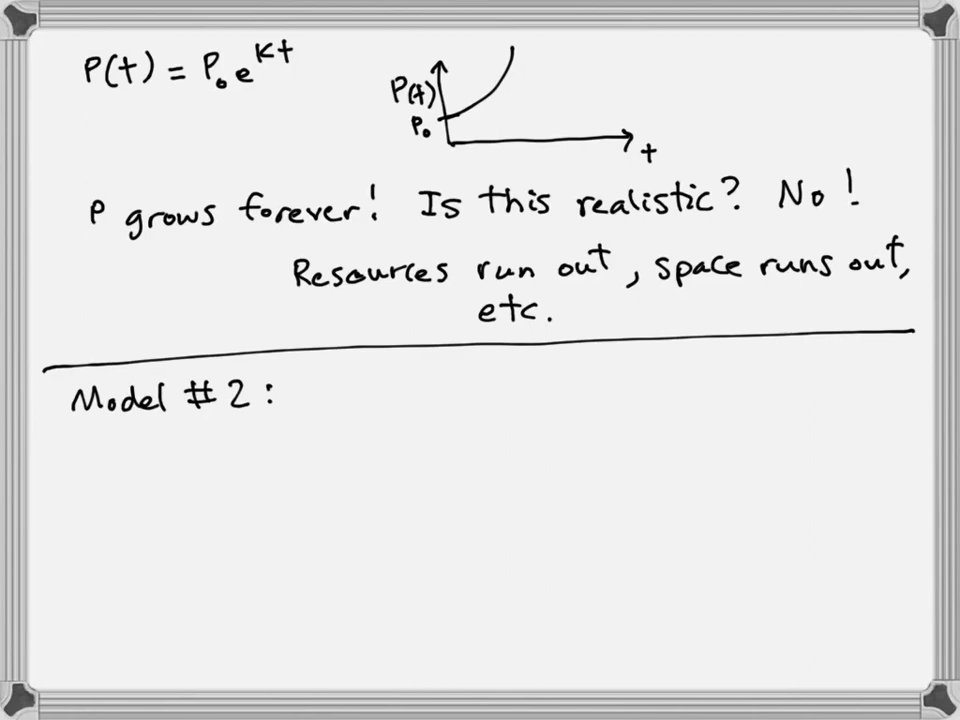 P(t) = P₀e^kt
P(t)
P₀
t
P grows forever! Is this realistic? No!
Resources run out, space runs out,
etc.
Model #2: